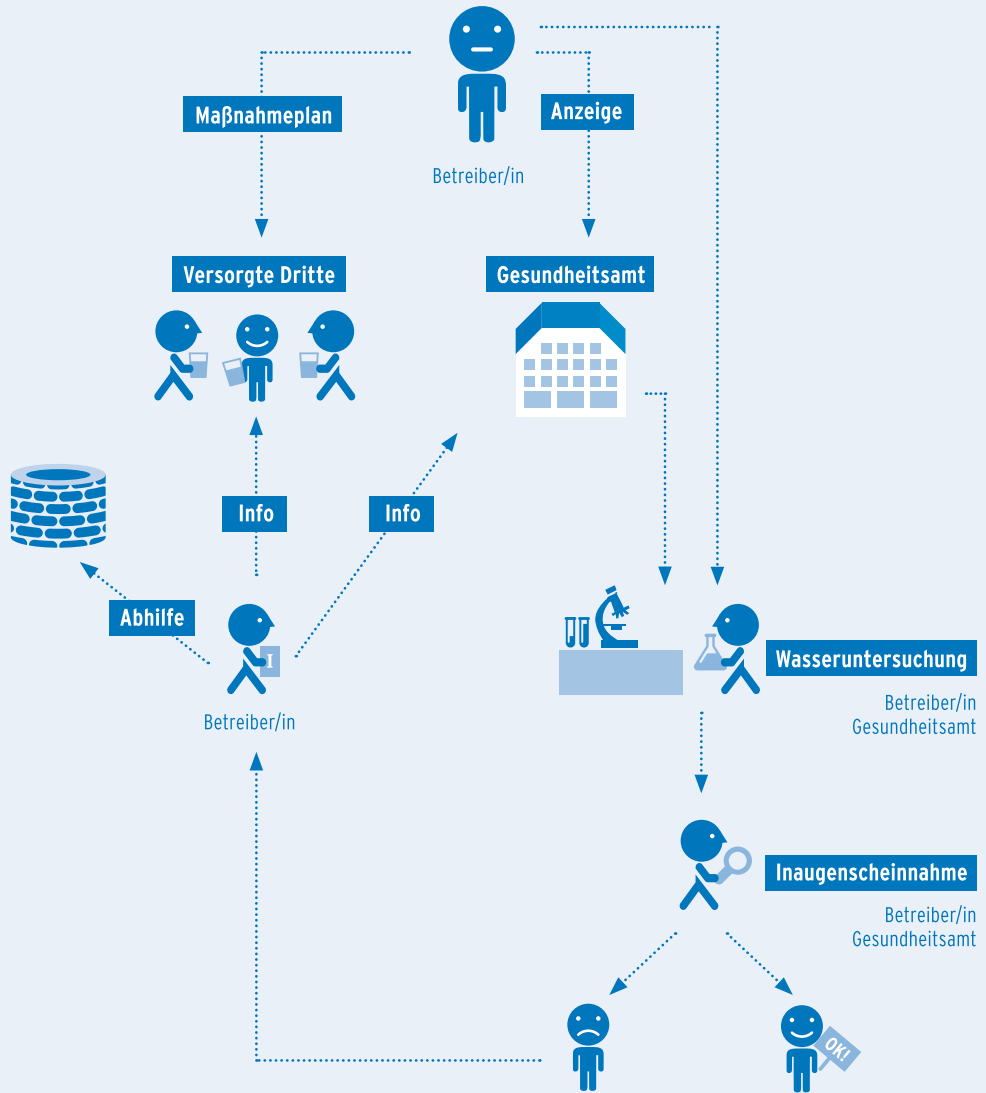 Maßnahmeplan
Anzeige
Betreiber/in
Versorgte Dritte
Gesundheitsamt
Info
Info
Abhilfe
I
Betreiber/in
Wasseruntersuchung
Betreiber/in
Gesundheitsamt
Inaugenscheinnahme
Betreiber/in
Gesundheitsamt
OK!